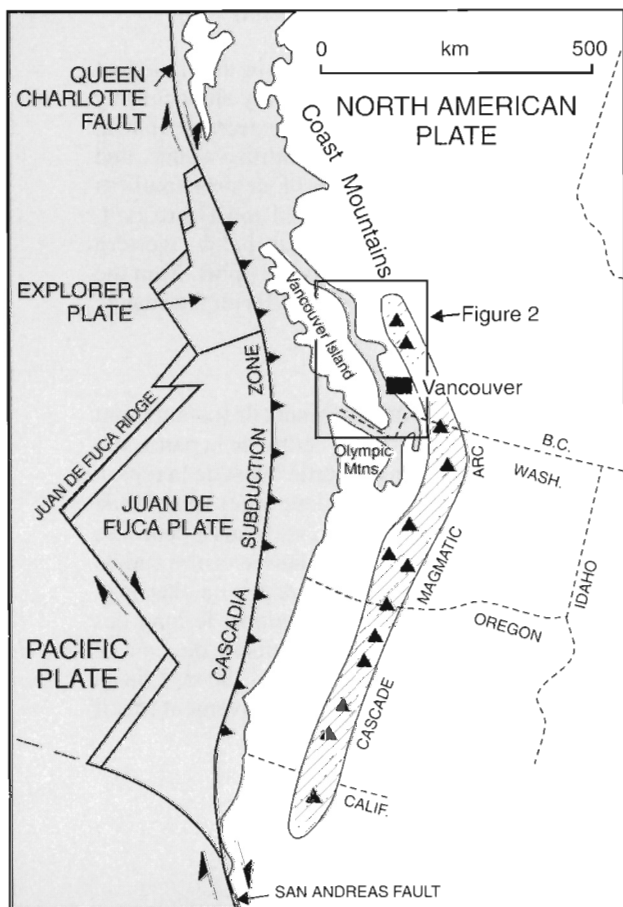 QUEEN
CHARLOTTE
FAULT
0 km 500
NORTH AMERICAN
PLATE
Coast Mountains
EXPLORER
PLATE
Vancouver Island
Figure 2
Vancouver
Olympic
Mtns.
B.C.
WASH.
IDAHO
OREGON
CALIF.
JUAN DE FUCA RIDGE
JUAN DE
FUCA PLATE
CASCADIA SUBDUCTION ZONE
CASCADE MAGMATIC ARC
PACIFIC
PLATE
SAN ANDREAS FAULT